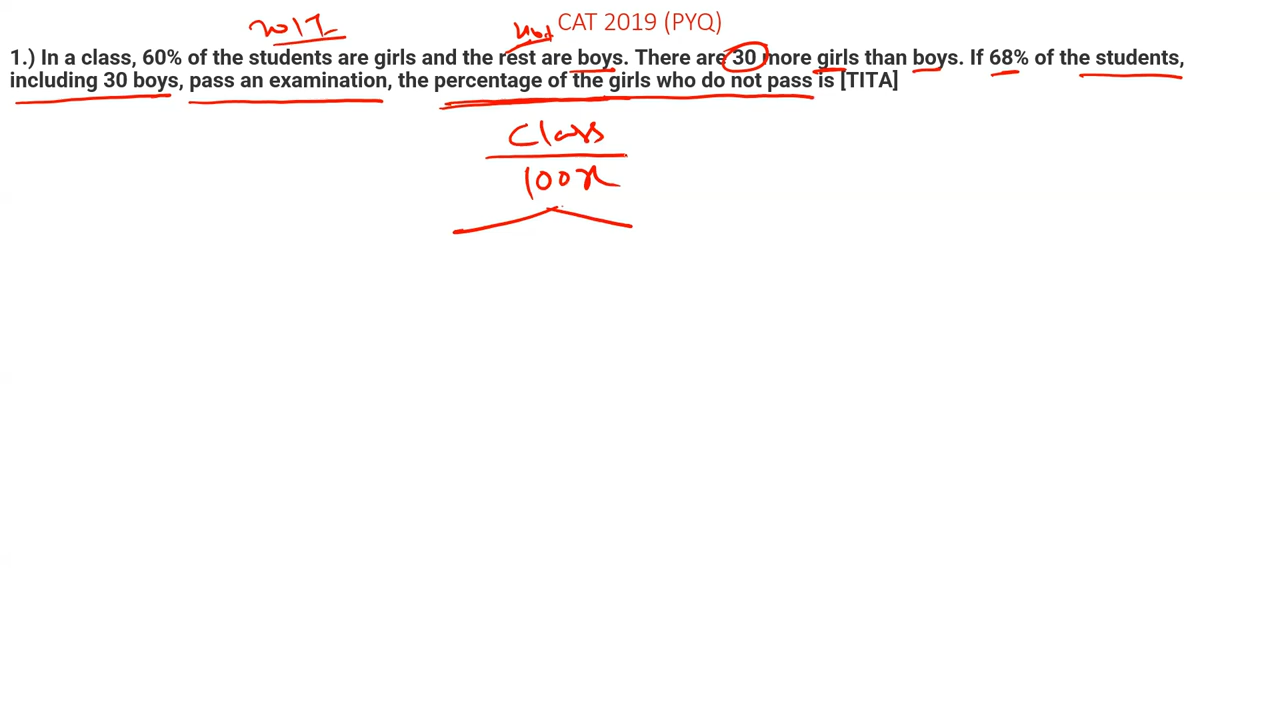 CAT 2019 (PYQ)
1.) In a class, 60% of the students are girls and the rest are boys. There are 30 more girls than boys. If 68% of the students,
including 30 boys, pass an examination, the percentage of the girls who do not pass is [TITA]
Class
100x